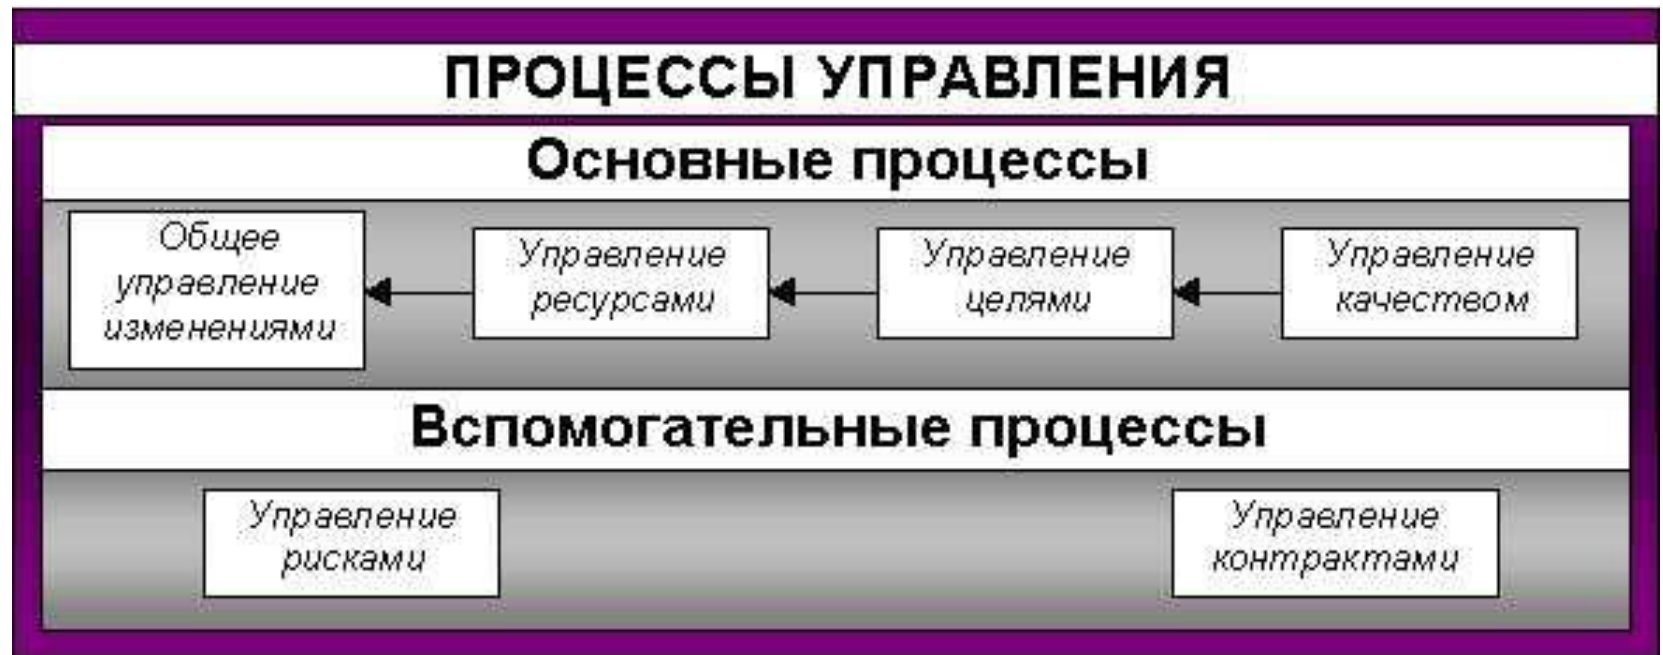 ПРОЦЕССЫ УПРАВЛЕНИЯ
Основные процессы
Общее
управление
изменениями
Управление
ресурсами
Управление
целями
Управление
качеством
Вспомогательные процессы
Управление
рисками
Управление
контрактами